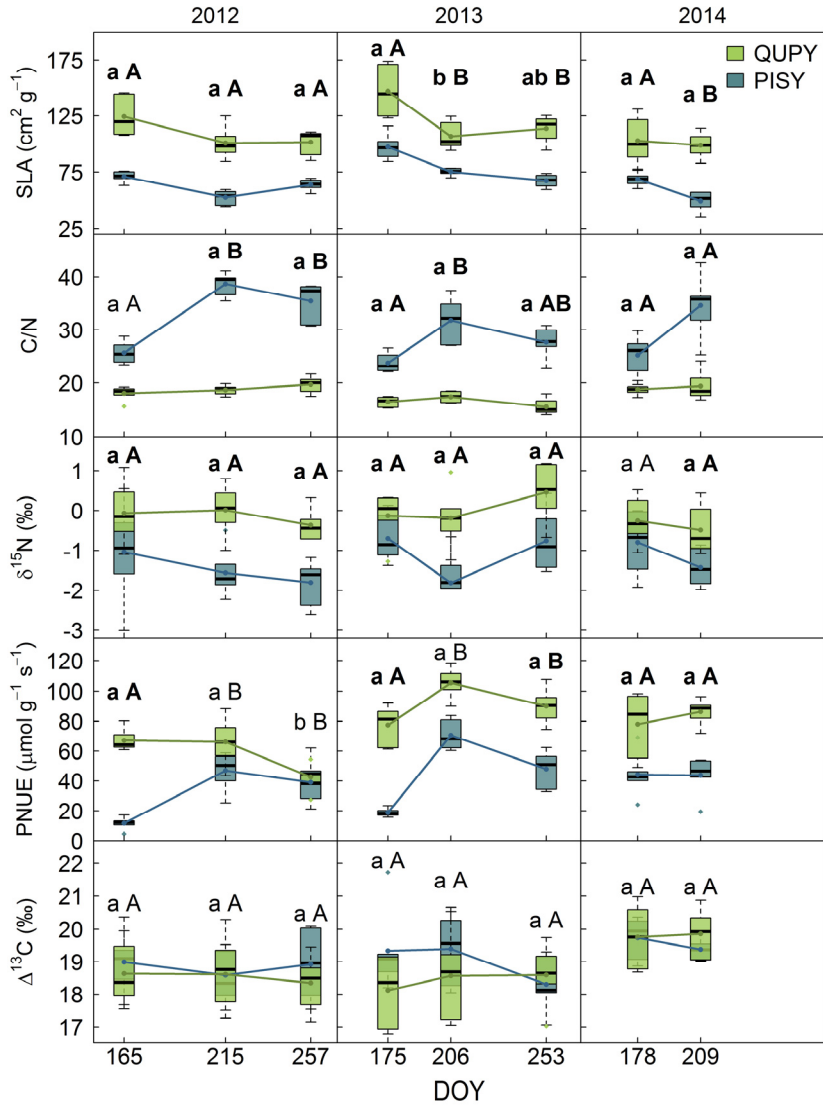 2012 2013 2014
SLA (cm² g⁻¹)
175
125
75
25
a A a A a A
a A b B ab B
a A a B
QUPY
PISY
C/N
40
30
20
10
a A a B a B
a A a B a AB
a A a A
δ¹⁵N (‰)
1
0
-1
-2
-3
a A a A a A
a A a A a A
a A a A
PNUE (µmol g⁻¹ s⁻¹)
120
100
80
60
40
20
0
a A a B b B
a A a B a B
a A a A
Δ¹³C (‰)
22
21
20
19
18
17
a A a A a A
a A a A a A
a A a A
165 215 257 175 206 253 178 209
DOY